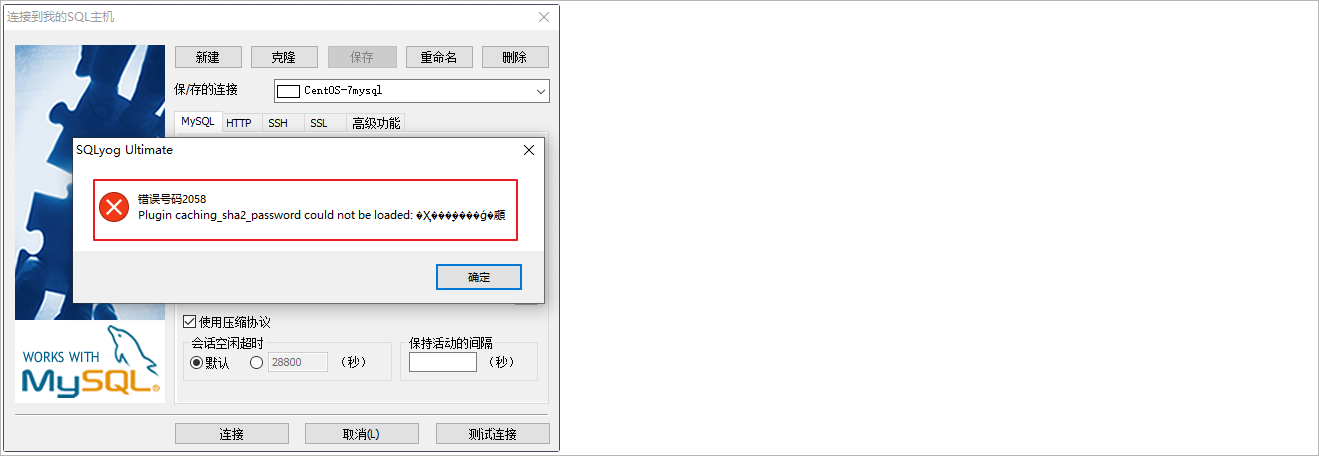 连接到我的SQL主机
新建 克隆 保存 重命名 删除
保/存的连接 CentOS-7mysql
MySQL HTTP SSH SSL 高级功能
SQLyog Ultimate
错误号码2058
Plugin caching_sha2_password could not be loaded:
确定
使用压缩协议
会话空闲超时 保持活动的间隔
默认 28800 (秒) (秒)
WORKS WITH
MySQL
连接 取消(L) 测试连接